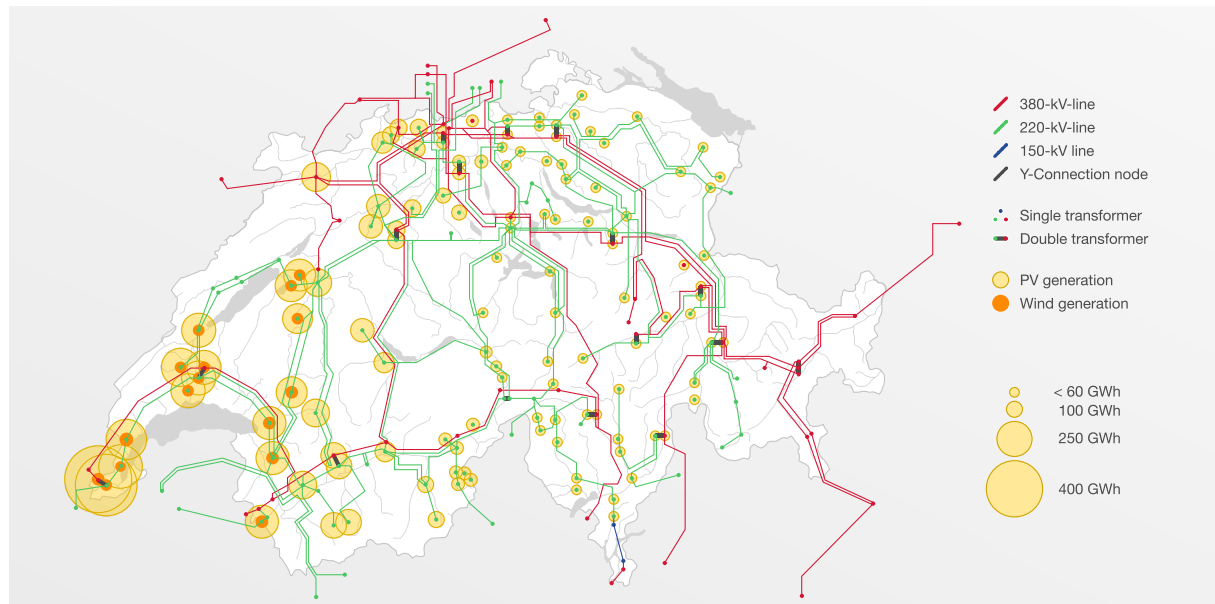 380-kV-line
220-kV-line
150-kV line
Y-Connection node
Single transformer
Double transformer
PV generation
Wind generation
< 60 GWh
100 GWh
250 GWh
400 GWh